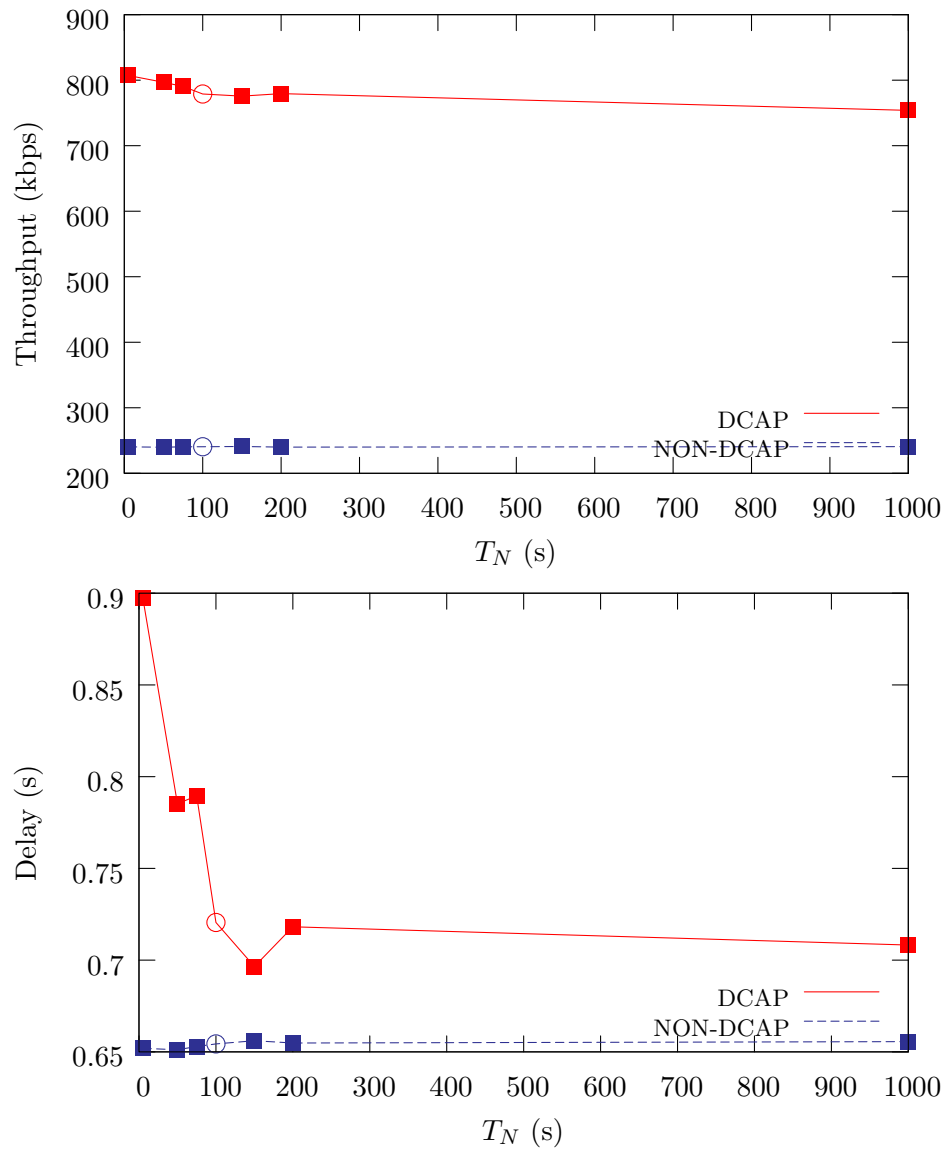 900
800
700
600
500
400
300
200
Throughput (kbps)
DCAP
NON-DCAP
0 100 200 300 400 500 600 700 800 900 1000
T_N (s)
0.9
0.85
0.8
0.75
0.7
0.65
Delay (s)
DCAP
NON-DCAP
0 100 200 300 400 500 600 700 800 900 1000
T_N (s)